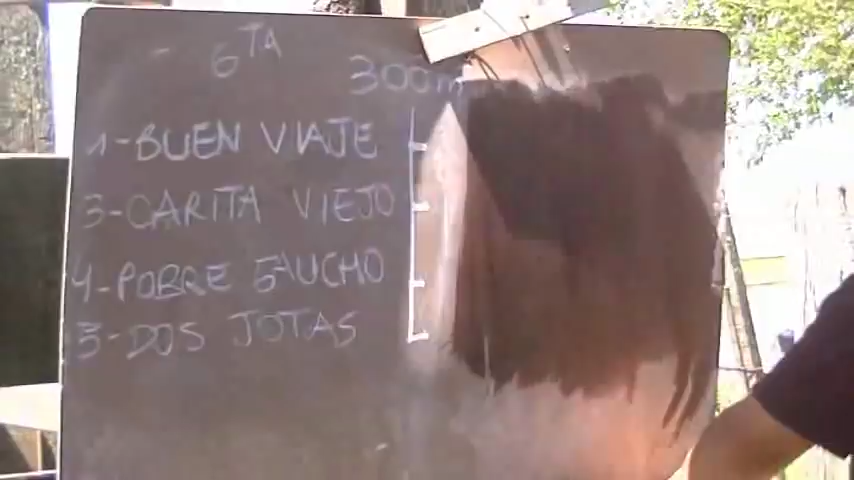 - 6TA
300m
1-BUEN VIAJE
3-CARITA VIEJO
4-POBRE GAUCHO
5-DOS JOTAS